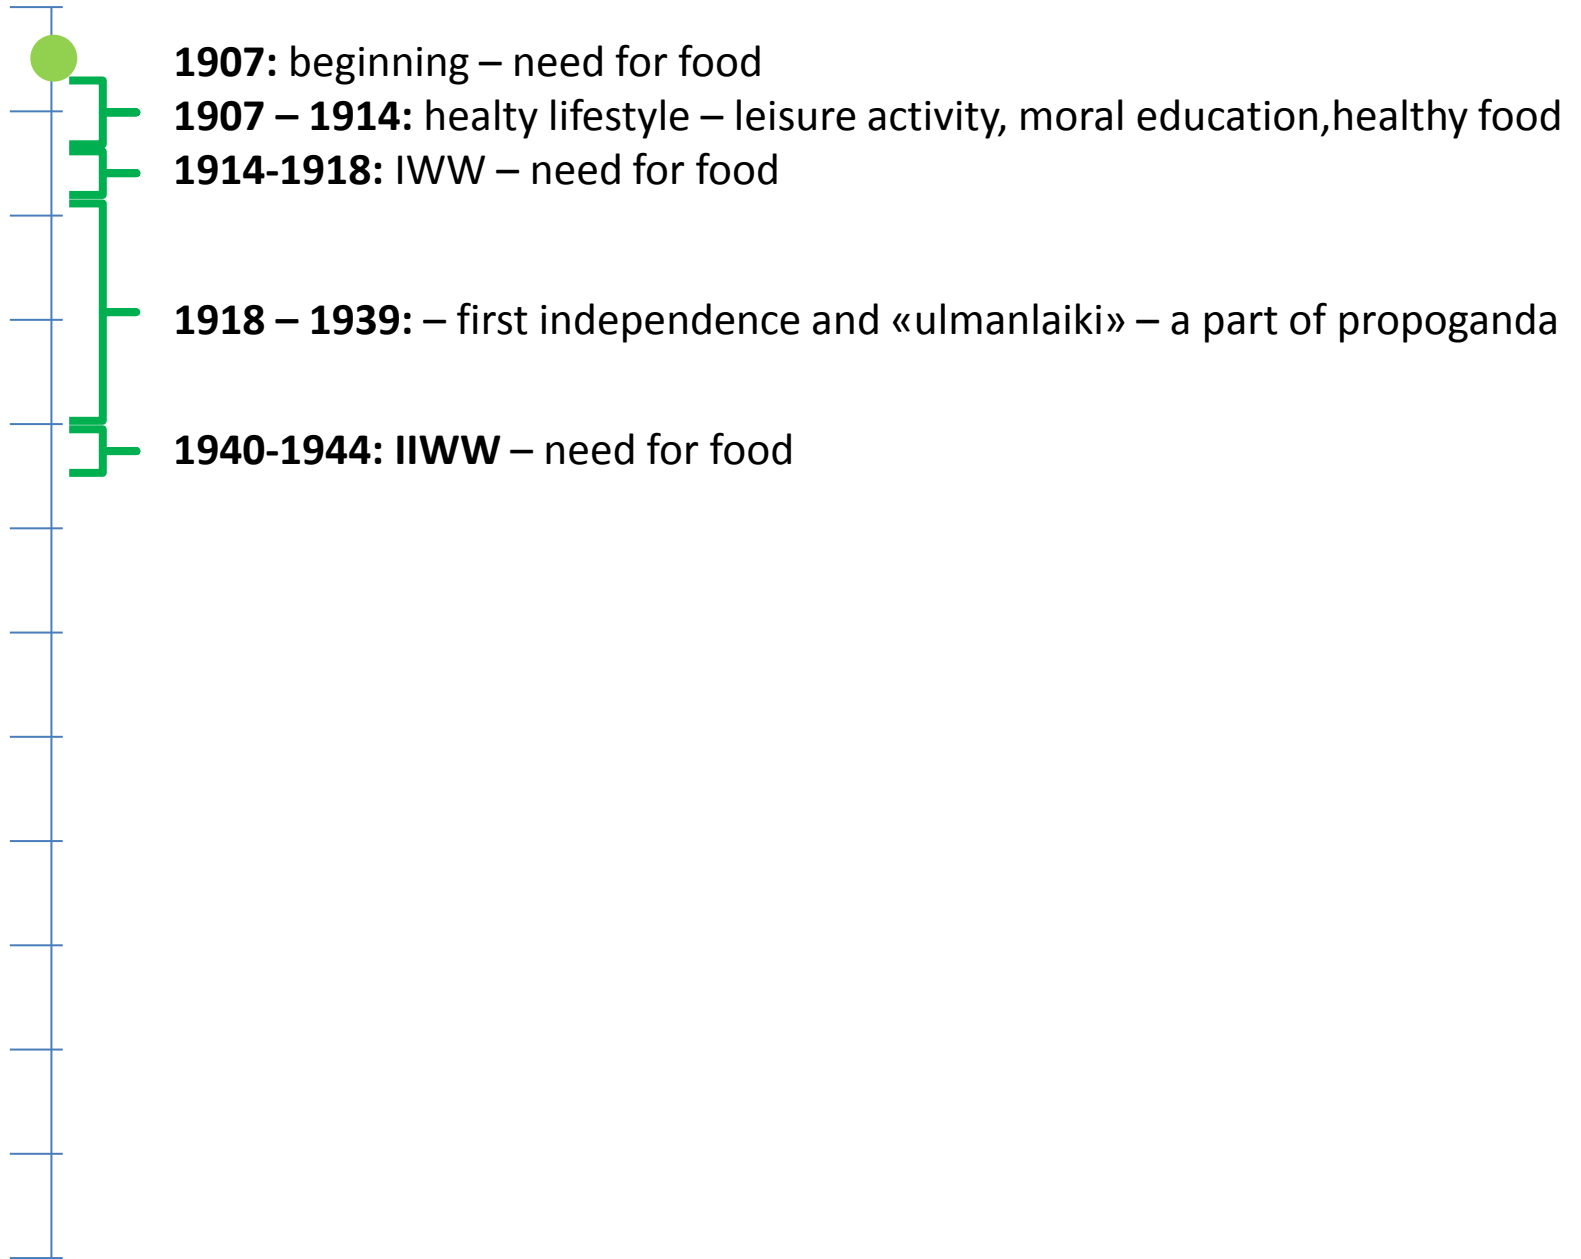 1907: beginning – need for food
1907 – 1914: healty lifestyle – leisure activity, moral education,healthy food
1914-1918: IWW – need for food
1918 – 1939: – first independence and «ulmanlaiki» – a part of propoganda
1940-1944: IIWW – need for food